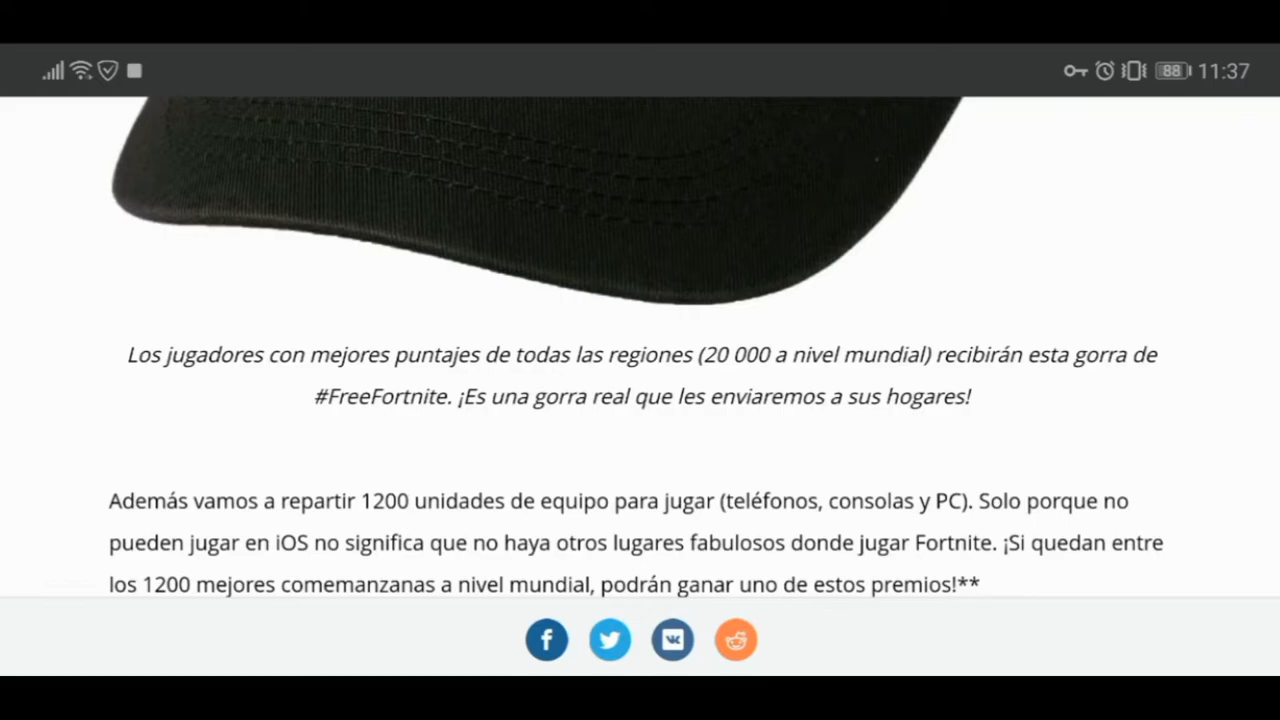 88 11:37
Los jugadores con mejores puntajes de todas las regiones (20 000 a nivel mundial) recibirán esta gorra de
#FreeFortnite. ¡Es una gorra real que les enviaremos a sus hogares!
Además vamos a repartir 1200 unidades de equipo para jugar (teléfonos, consolas y PC). Solo porque no
pueden jugar en iOS no significa que no haya otros lugares fabulosos donde jugar Fortnite. ¡Si quedan entre
los 1200 mejores comemanzanas a nivel mundial, podrán ganar uno de estos premios!**